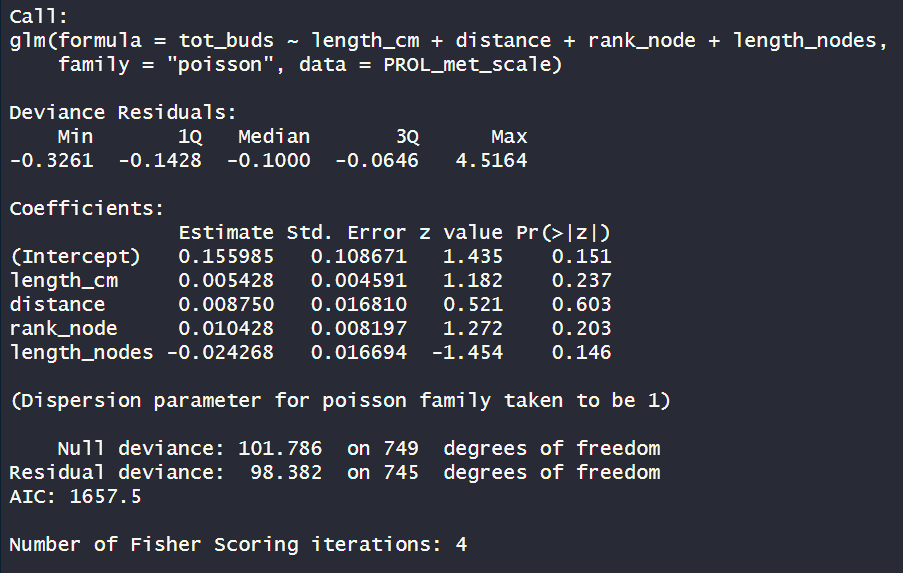 Call:
glm(formula = tot_buds ~ length_cm + distance + rank_node + length_nodes,
    family = "poisson", data = PROL_met_scale)

Deviance Residuals:
    Min       1Q   Median       3Q      Max
-0.3261  -0.1428  -0.1000  -0.0646   4.5164

Coefficients:
              Estimate Std. Error z value Pr(>|z|)
(Intercept)   0.155985   0.108671   1.435    0.151
length_cm     0.005428   0.004591   1.182    0.237
distance      0.008750   0.016810   0.521    0.603
rank_node     0.010428   0.008197   1.272    0.203
length_nodes -0.024268   0.016694  -1.454    0.146

(Dispersion parameter for poisson family taken to be 1)

    Null deviance: 101.786  on 749  degrees of freedom
Residual deviance:  98.382  on 745  degrees of freedom
AIC: 1657.5

Number of Fisher Scoring iterations: 4